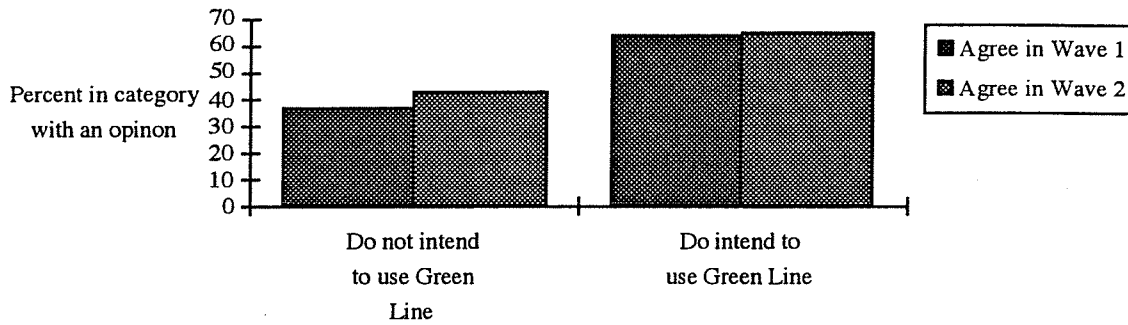 70
60
50
40
30
20
10
0
Percent in category
with an opinon
Do not intend
to use Green
Line
Do intend to
use Green Line
Agree in Wave 1
Agree in Wave 2